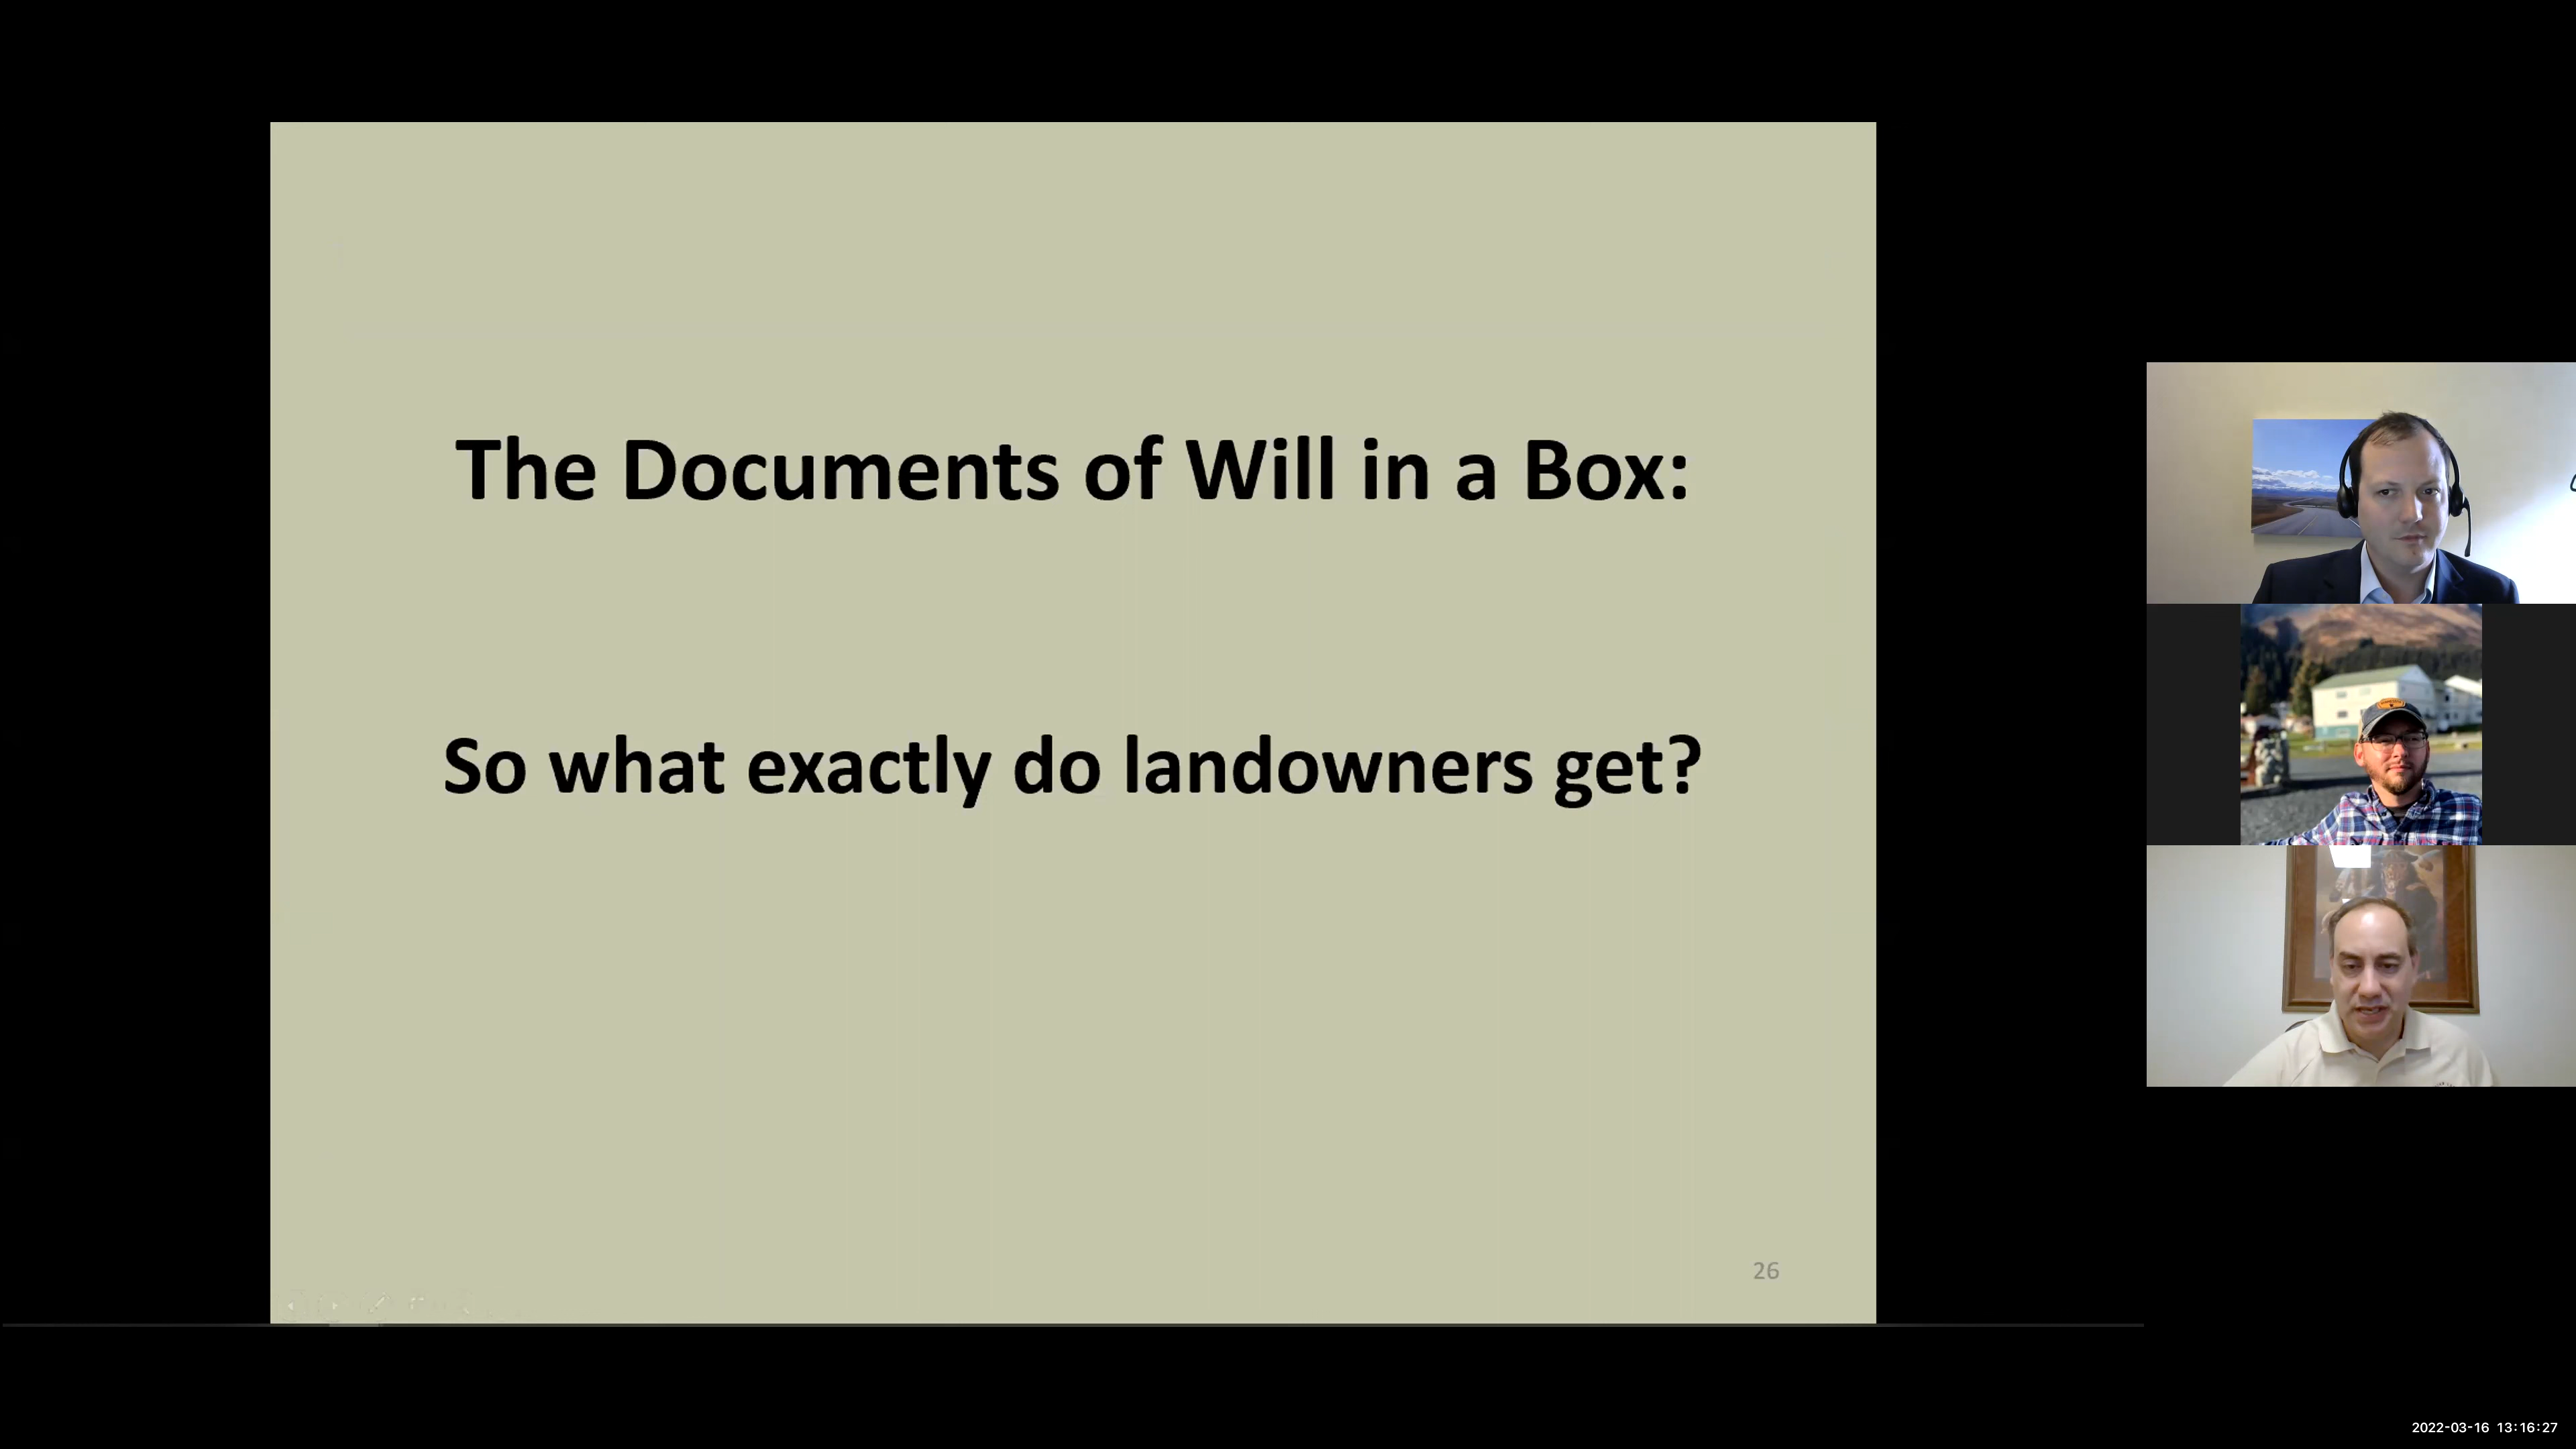 The Documents of Will in a Box:
So what exactly do landowners get?
26
2022-03-16 13:16:27